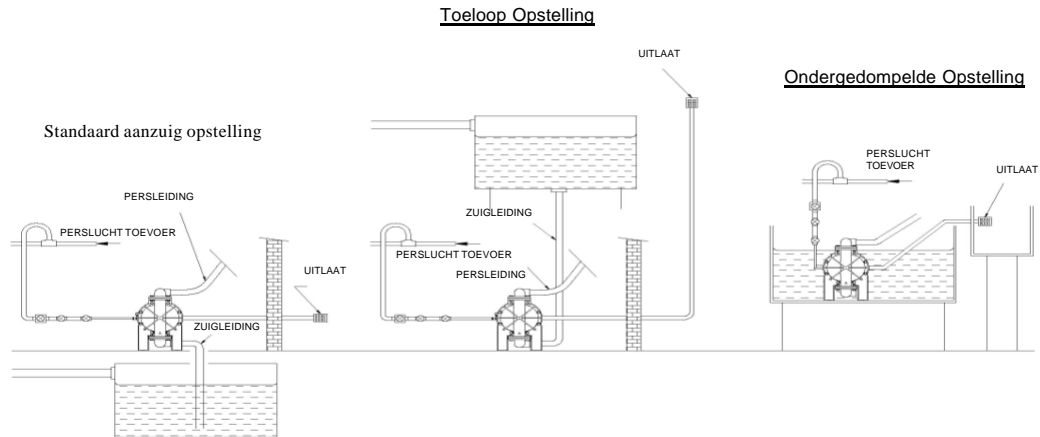 Toeloop Opstelling
UITLAAT
Ondergedompelde Opstelling
Standaard aanzuig opstelling
PERSLUCHT
TOEVOER
UITLAAT
PERSLEIDING
ZUIGLEIDING
PERSLUCHT TOEVOER
PERSLUCHT TOEVOER
PERSLEIDING
UITLAAT
ZUIGLEIDING